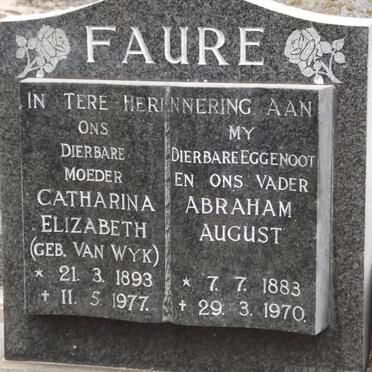 FAURE
IN TERE HERINNERING AAN
ONS
DIERBARE
MOEDER
CATHARINA
ELIZABETH
(GEB. VAN WYK)
* 21. 3. 1893
+ 11. 5. 1977.
MY
DIERBARE EGGENOOT
EN ONS VADER
ABRAHAM
AUGUST
* 7. 7. 1883
+ 29. 3. 1970.